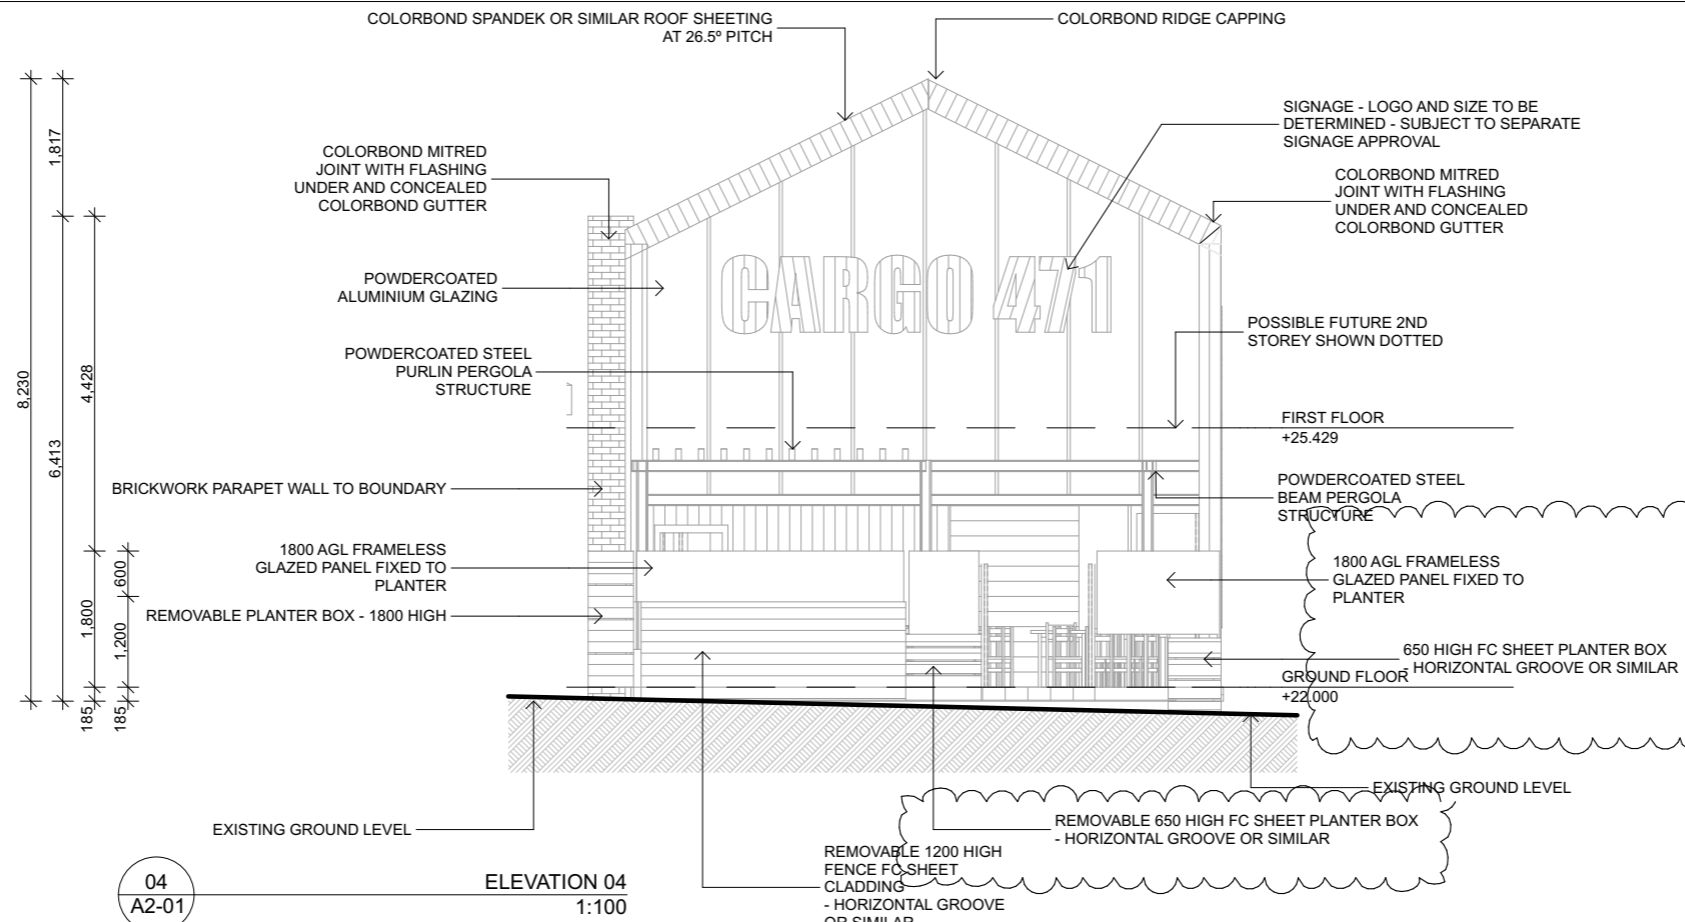 COLORBOND SPANDEK OR SIMILAR ROOF SHEETING
AT 26.5º PITCH
COLORBOND RIDGE CAPPING
SIGNAGE - LOGO AND SIZE TO BE
DETERMINED - SUBJECT TO SEPARATE
SIGNAGE APPROVAL
COLORBOND MITRED
JOINT WITH FLASHING
UNDER AND CONCEALED
COLORBOND GUTTER
COLORBOND MITRED
JOINT WITH FLASHING
UNDER AND CONCEALED
COLORBOND GUTTER
POWDERCOATED
ALUMINIUM GLAZING
CARGO 471
POSSIBLE FUTURE 2ND
STOREY SHOWN DOTTED
POWDERCOATED STEEL
PURLIN PERGOLA
STRUCTURE
FIRST FLOOR
+25.429
BRICKWORK PARAPET WALL TO BOUNDARY
POWDERCOATED STEEL
BEAM PERGOLA
STRUCTURE
1800 AGL FRAMELESS
GLAZED PANEL FIXED TO
PLANTER
1800 AGL FRAMELESS
GLAZED PANEL FIXED TO
PLANTER
REMOVABLE PLANTER BOX - 1800 HIGH
650 HIGH FC SHEET PLANTER BOX
- HORIZONTAL GROOVE OR SIMILAR
GROUND FLOOR
+22.000
8,230
1,817
6,413
4,428
1,800
185
600
1,200
185
EXISTING GROUND LEVEL
EXISTING GROUND LEVEL
REMOVABLE 650 HIGH FC SHEET PLANTER BOX
- HORIZONTAL GROOVE OR SIMILAR
REMOVABLE 1200 HIGH
FENCE FC SHEET
CLADDING
- HORIZONTAL GROOVE
OR SIMILAR
04
A2-01
ELEVATION 04
1:100